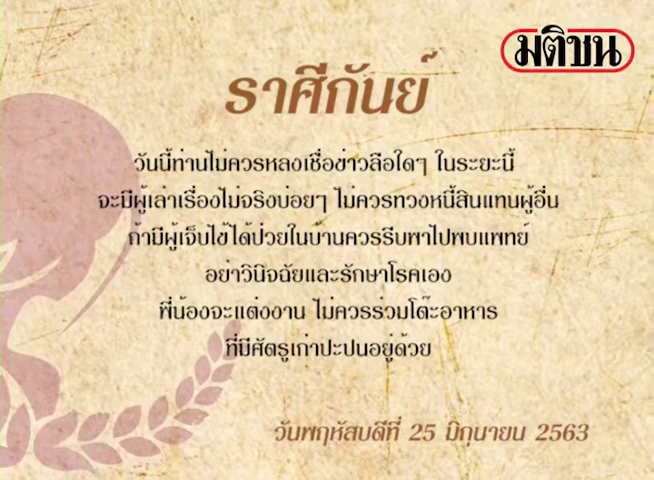 มติชน
ราศีกันย์
วันนี้ท่านไม่ควรหลงเชื่อข่าวลือใดๆ ในระยะนี้
จะมีผู้เล่าเรื่องไม่จริงบ่อยๆ ไม่ควรทวงหนี้สินแทนผู้อื่น
ถ้ามีผู้เจ็บไข้ได้ป่วยในบ้านควรรีบพาไปพบแพทย์
อย่าวินิจฉัยและรักษาโรคเอง
พี่น้องจะแต่งงาน ไม่ควรร่วมโต๊ะอาหาร
ที่มีศัตรูเก่าปะปนอยู่ด้วย
วันพฤหัสบดีที่ 25 มิถุนายน 2563